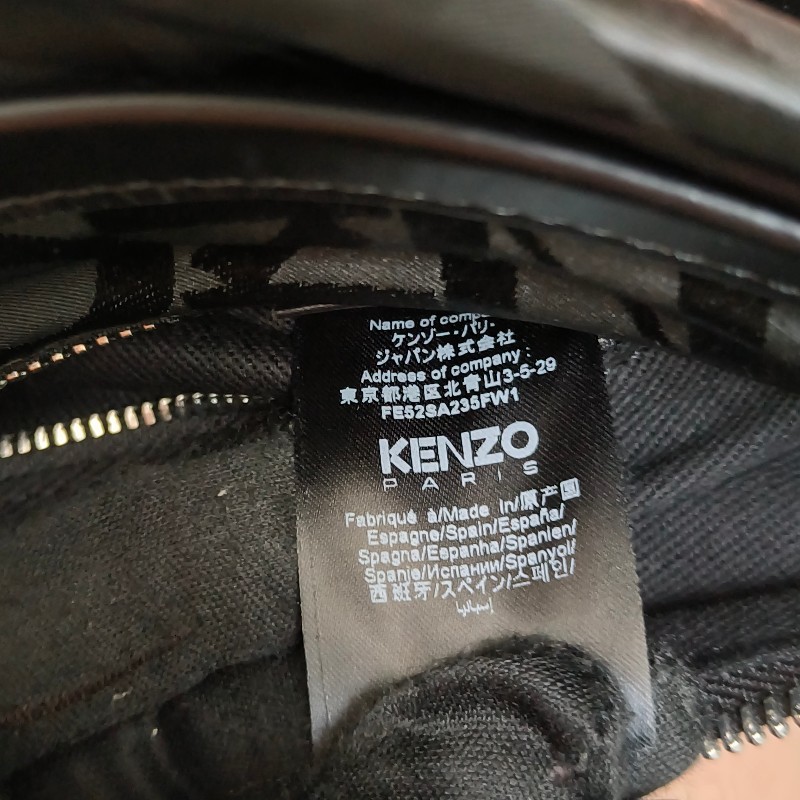 Name of compa
ケンゾー・パリ・
ジャパン株式会社
Address of company :
東京都港区北青山3-5-29
FE52SA235FW1
KENZO
PARIS
Fabriqué à/Made in/原产国
Espagne/Spain/España/
Spagna/Espanha/Spanien/
Spanje/Испании/Spanyol/
西班牙/スペイン/스페인/